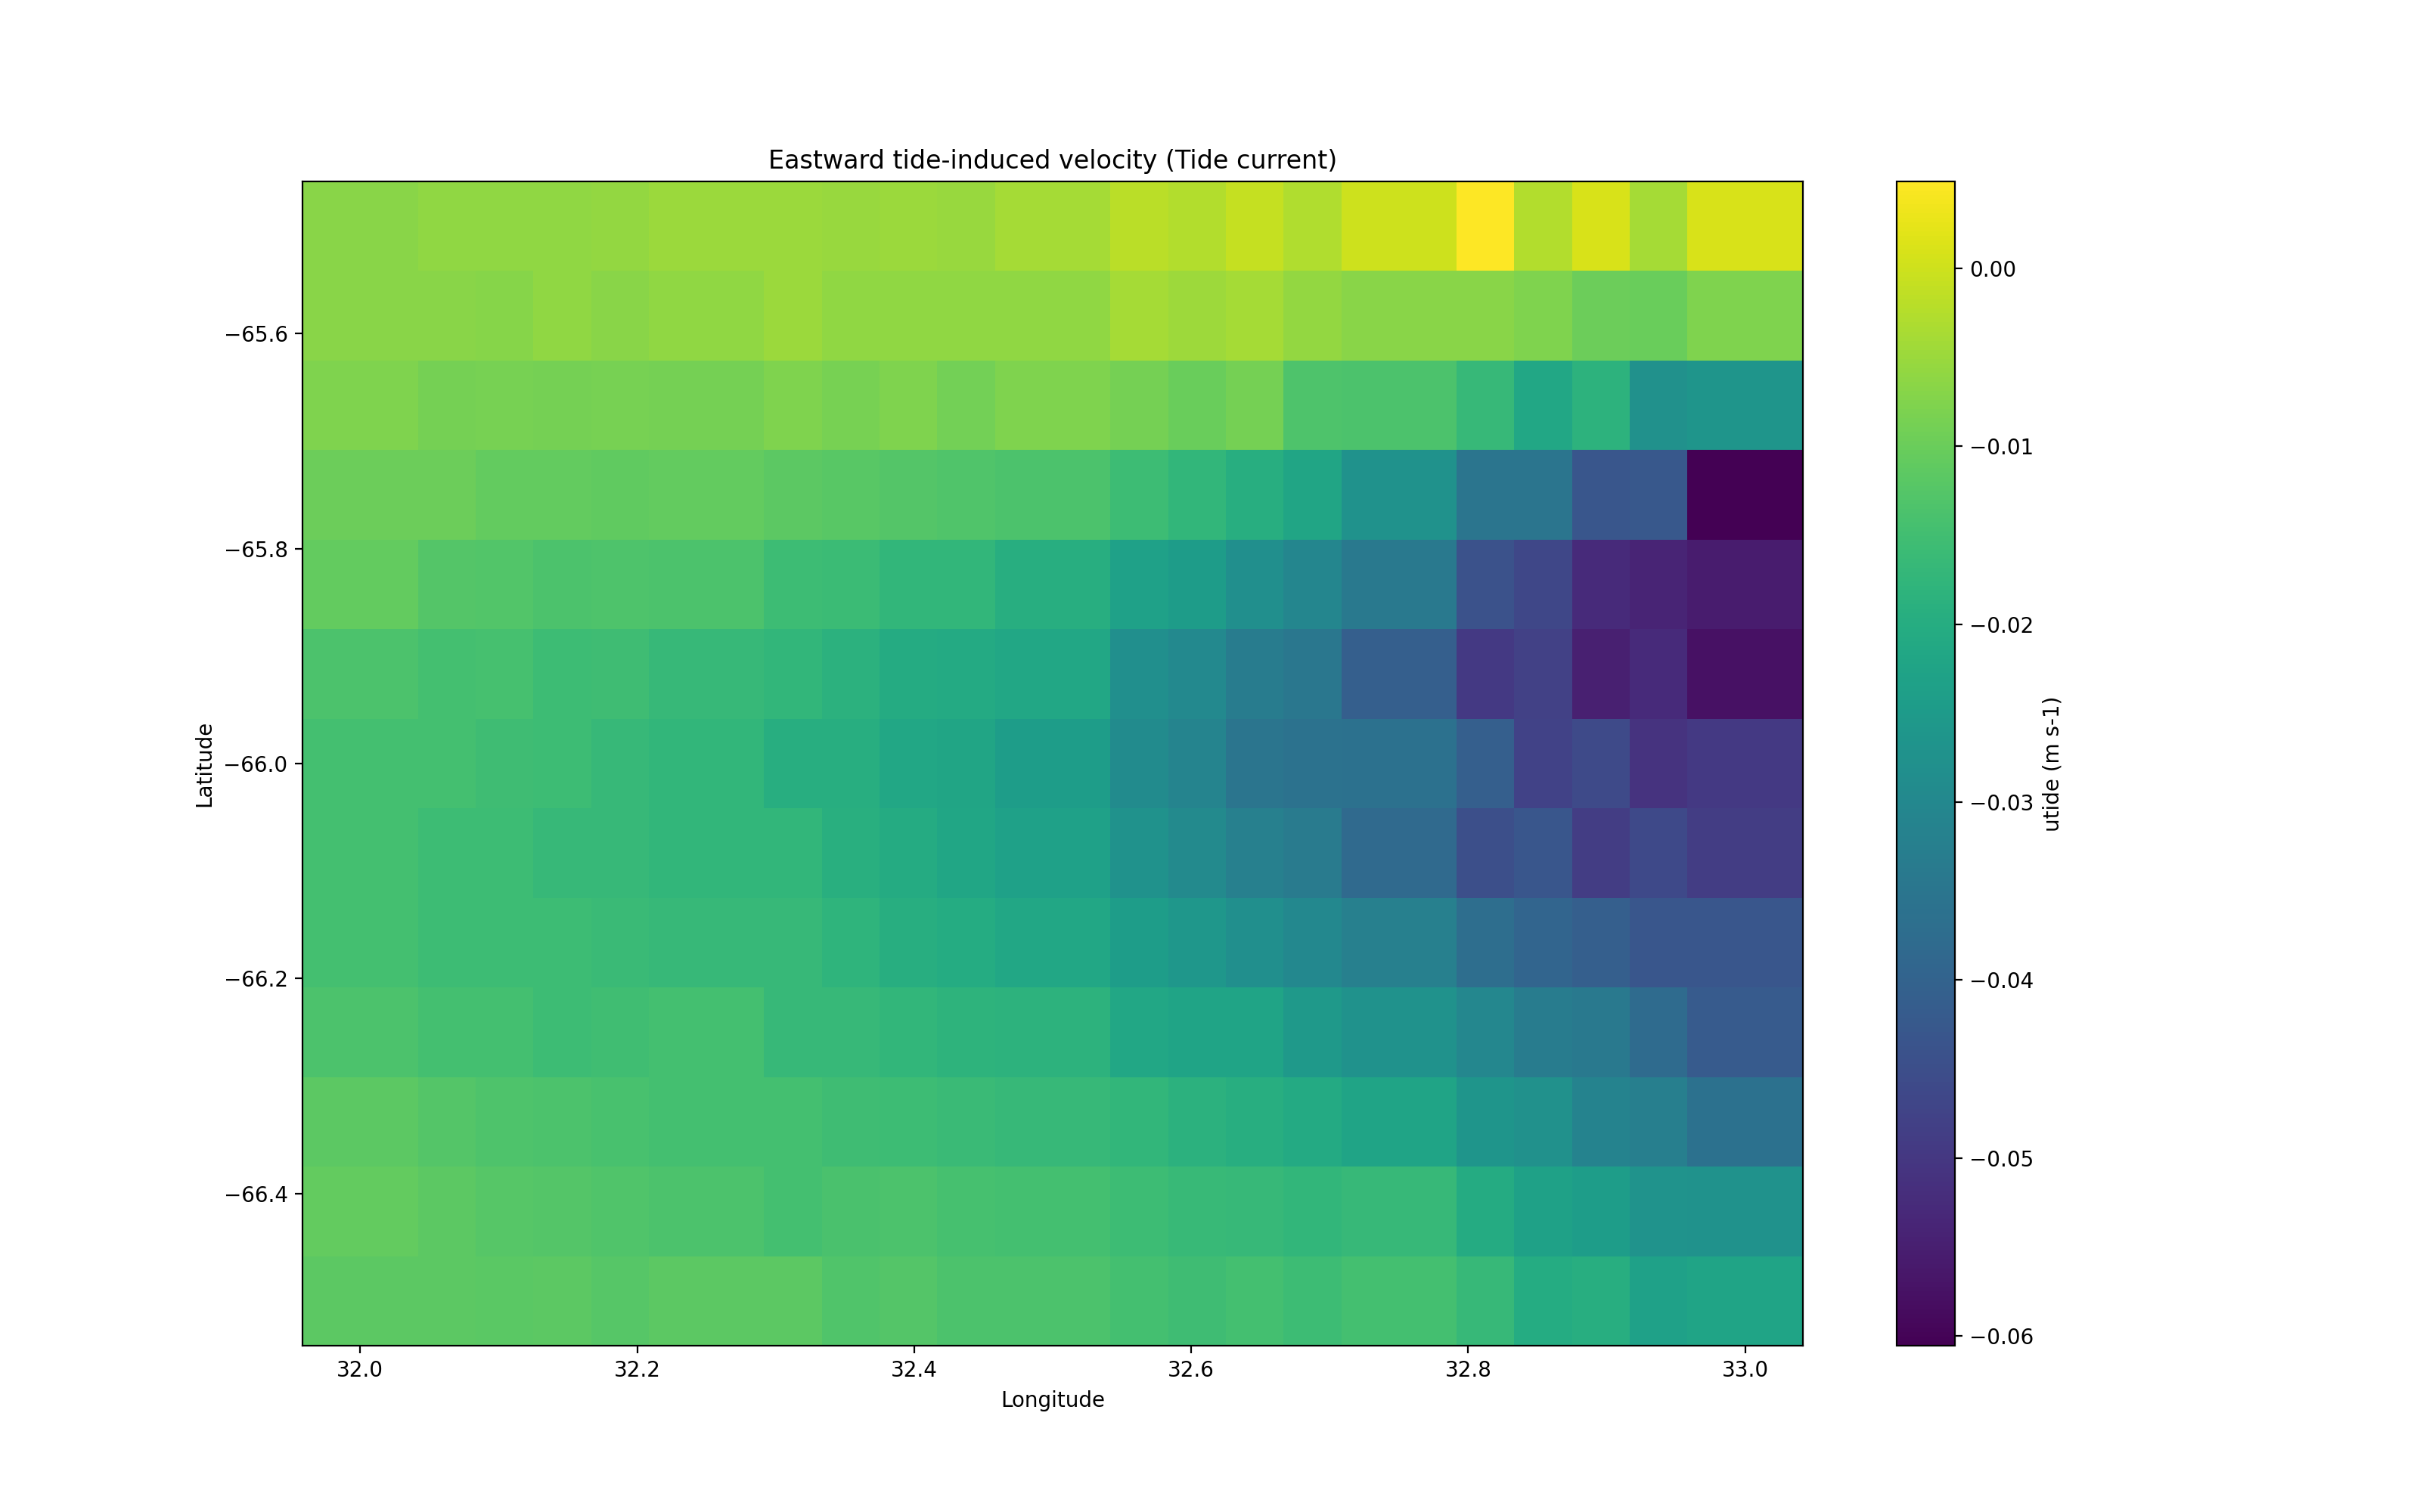 Eastward tide-induced velocity (Tide current)
−65.6
−65.8
−66.0
−66.2
−66.4
Latitude
32.0 32.2 32.4 32.6 32.8 33.0
Longitude
0.00
−0.01
−0.02
−0.03
−0.04
−0.05
−0.06
utide (m s-1)